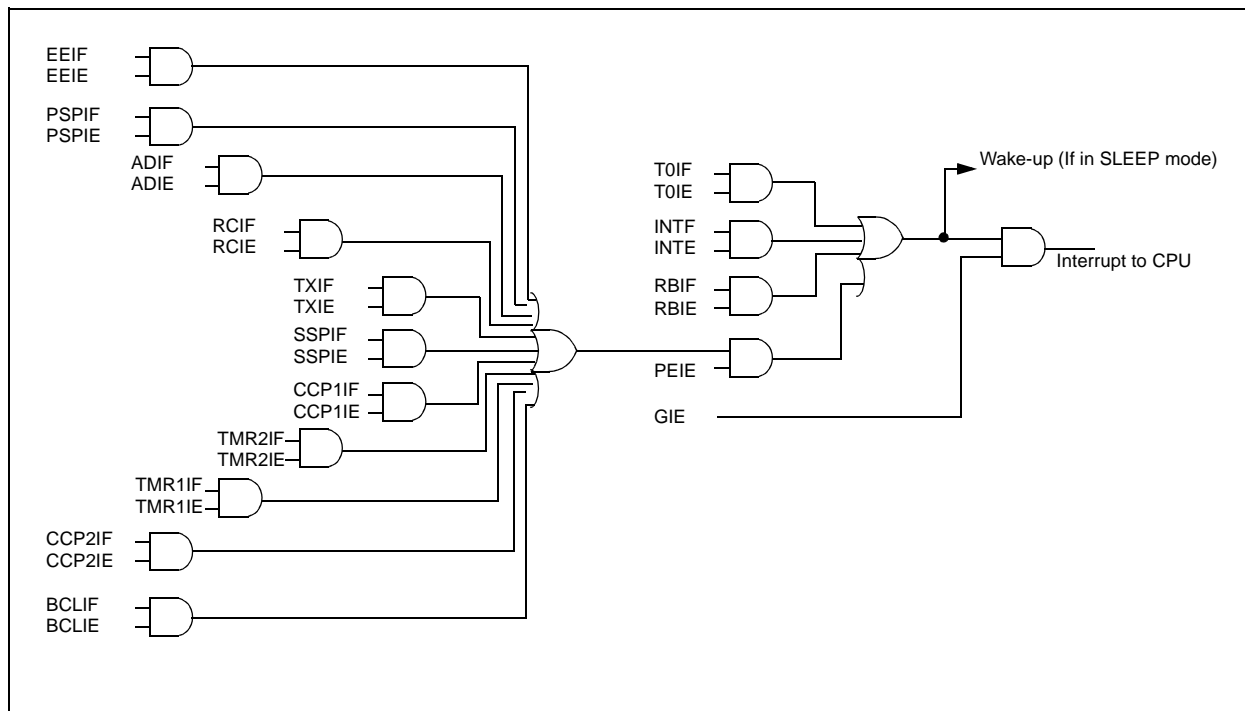 EEIF
EEIE
PSPIF
PSPIE
ADIF
ADIE
RCIF
RCIE
TXIF
TXIE
SSPIF
SSPIE
CCP1IF
CCP1IE
TMR2IF
TMR2IE
TMR1IF
TMR1IE
CCP2IF
CCP2IE
BCLIF
BCLIE
T0IF
T0IE
INTF
INTE
RBIF
RBIE
PEIE
GIE
Wake-up (If in SLEEP mode)
Interrupt to CPU